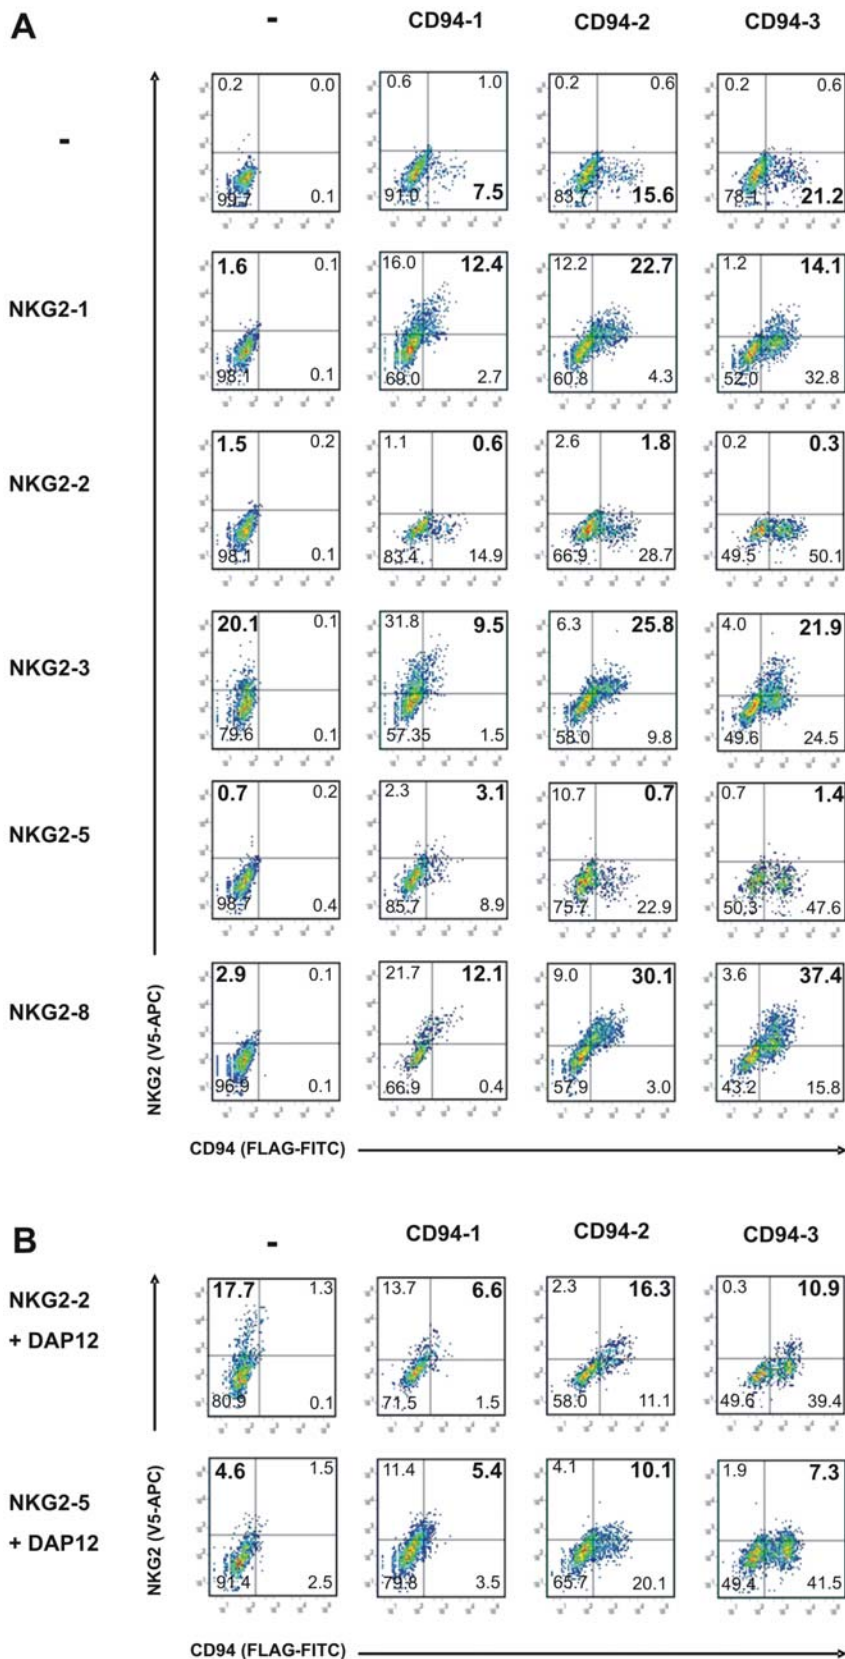 A
- CD94-1 CD94-2 CD94-3
-
0.2 0.0 0.6 1.0 0.2 0.6 0.2 0.6
99.7 0.1 91.0 7.5 83.7 15.6 78.1 21.2
NKG2-1
1.6 0.1 16.0 12.4 12.2 22.7 1.2 14.1
98.1 0.1 69.0 2.7 60.8 4.3 52.0 32.8
NKG2-2
1.5 0.2 1.1 0.6 2.6 1.8 0.2 0.3
98.1 0.1 83.4 14.9 66.9 28.7 49.5 50.1
NKG2-3
20.1 0.1 31.8 9.5 6.3 25.8 4.0 21.9
79.6 0.1 57.35 1.5 58.0 9.8 49.6 24.5
NKG2-5
0.7 0.2 2.3 3.1 10.7 0.7 0.7 1.4
98.7 0.4 85.7 8.9 75.7 22.9 50.3 47.6
NKG2-8
2.9 0.1 21.7 12.1 9.0 30.1 3.6 37.4
96.9 0.1 66.9 0.4 57.9 3.0 43.2 15.8
NKG2 (V5-APC)
CD94 (FLAG-FITC)
B
- CD94-1 CD94-2 CD94-3
NKG2-2
+ DAP12
17.7 1.3 13.7 6.6 2.3 16.3 0.3 10.9
80.9 0.1 71.5 1.5 58.0 11.1 49.6 39.4
NKG2-5
+ DAP12
4.6 1.5 11.4 5.4 4.1 10.1 1.9 7.3
91.4 2.5 79.8 3.5 65.7 20.1 49.4 41.5
NKG2 (V5-APC)
CD94 (FLAG-FITC)